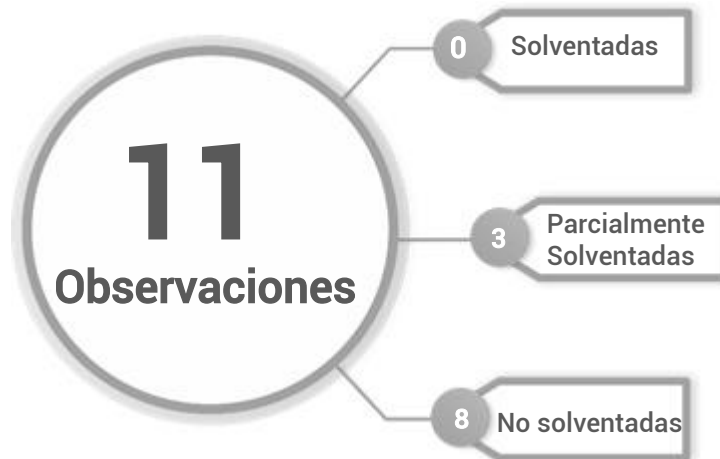 11
Observaciones
0
Solventadas
3
Parcialmente
Solventadas
8
No solventadas